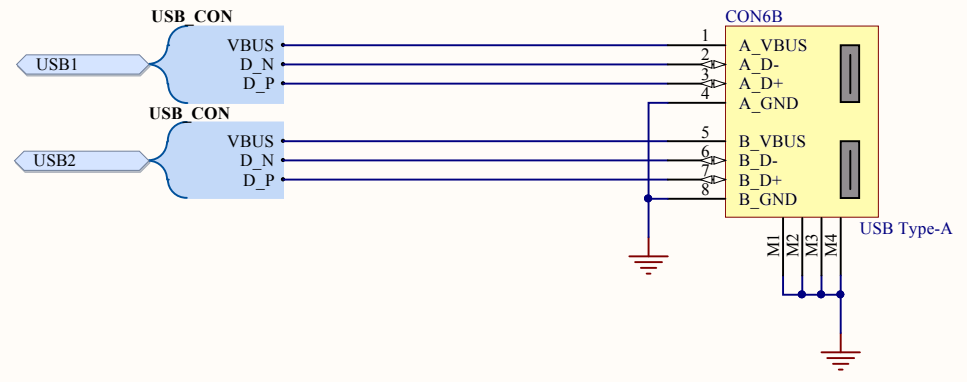 USB_CON
CON6B
USB1
VBUS
D_N
D_P
1
2
3
4
A_VBUS
A_D-
A_D+
A_GND
USB_CON
USB2
VBUS
D_N
D_P
5
6
7
8
B_VBUS
B_D-
B_D+
B_GND
USB Type-A
M1
M2
M3
M4